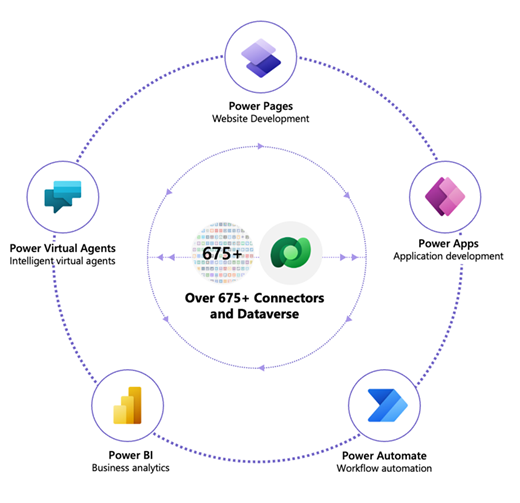 Power Pages
Website Development
Power Virtual Agents
Intelligent virtual agents
Power Apps
Application development
675+
Over 675+ Connectors
and Dataverse
Power BI
Business analytics
Power Automate
Workflow automation